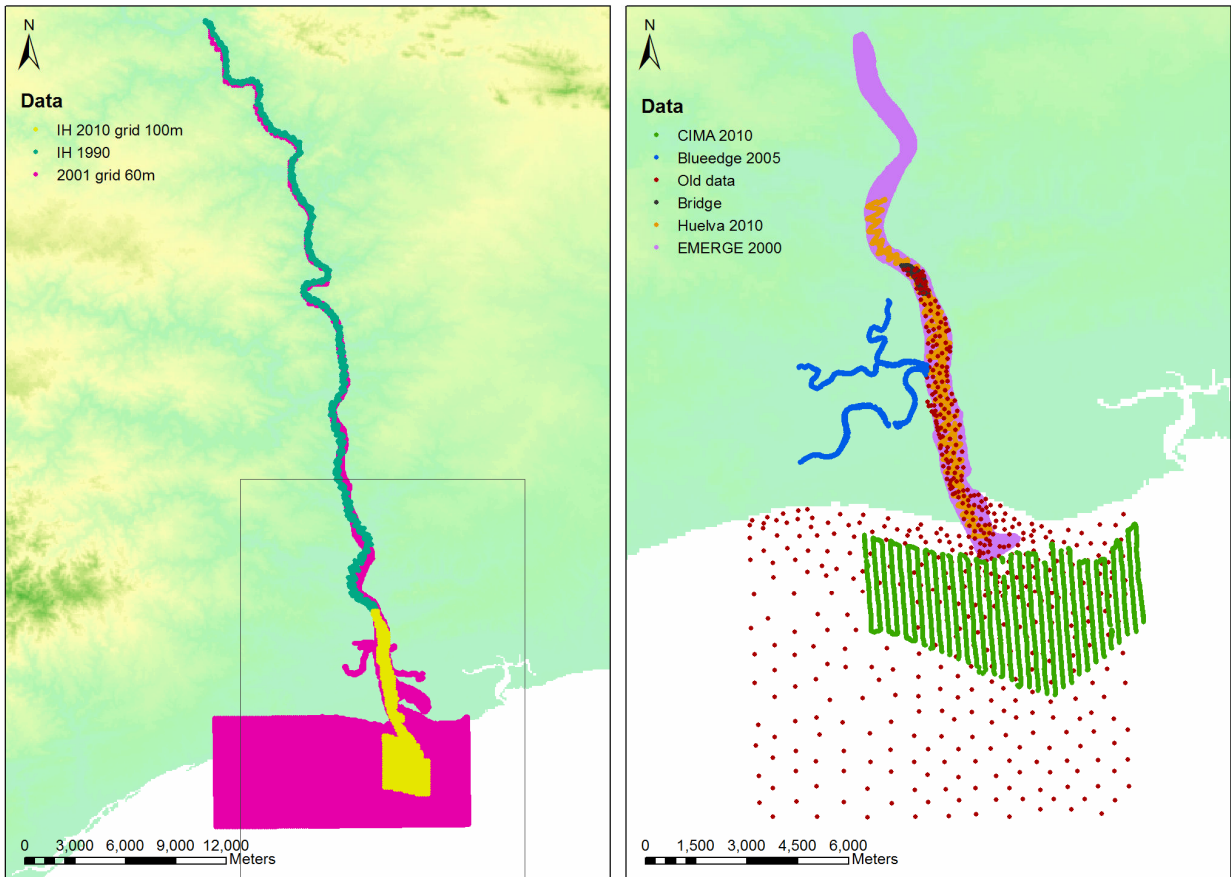 N
Data
IH 2010 grid 100m
IH 1990
2001 grid 60m
0 3,000 6,000 9,000 12,000
Meters
N
Data
CIMA 2010
Blueedge 2005
Old data
Bridge
Huelva 2010
EMERGE 2000
0 1,500 3,000 4,500 6,000
Meters